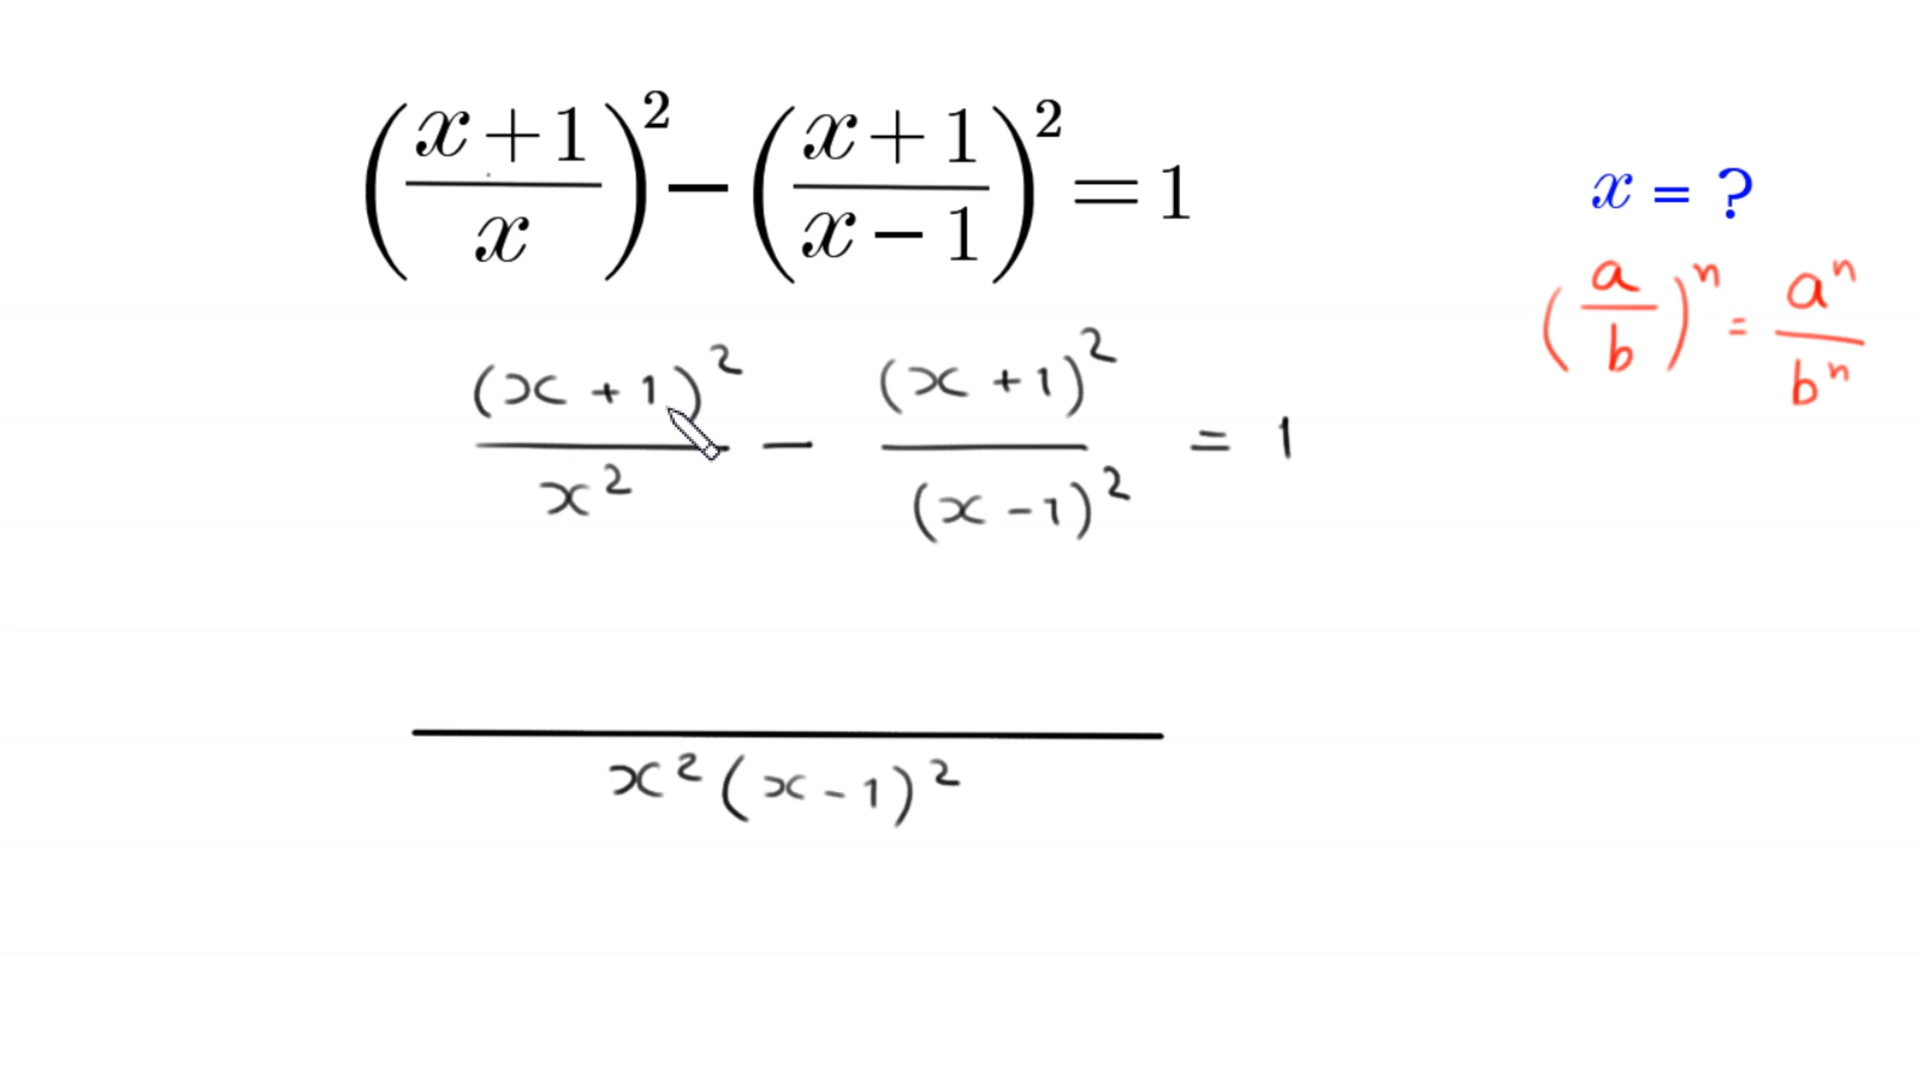 (x+1/x)² − (x+1/x−1)² = 1
x = ?
(a/b)ⁿ = aⁿ/bⁿ
(x+1)²/x² − (x+1)²/(x−1)² = 1
x²(x−1)²